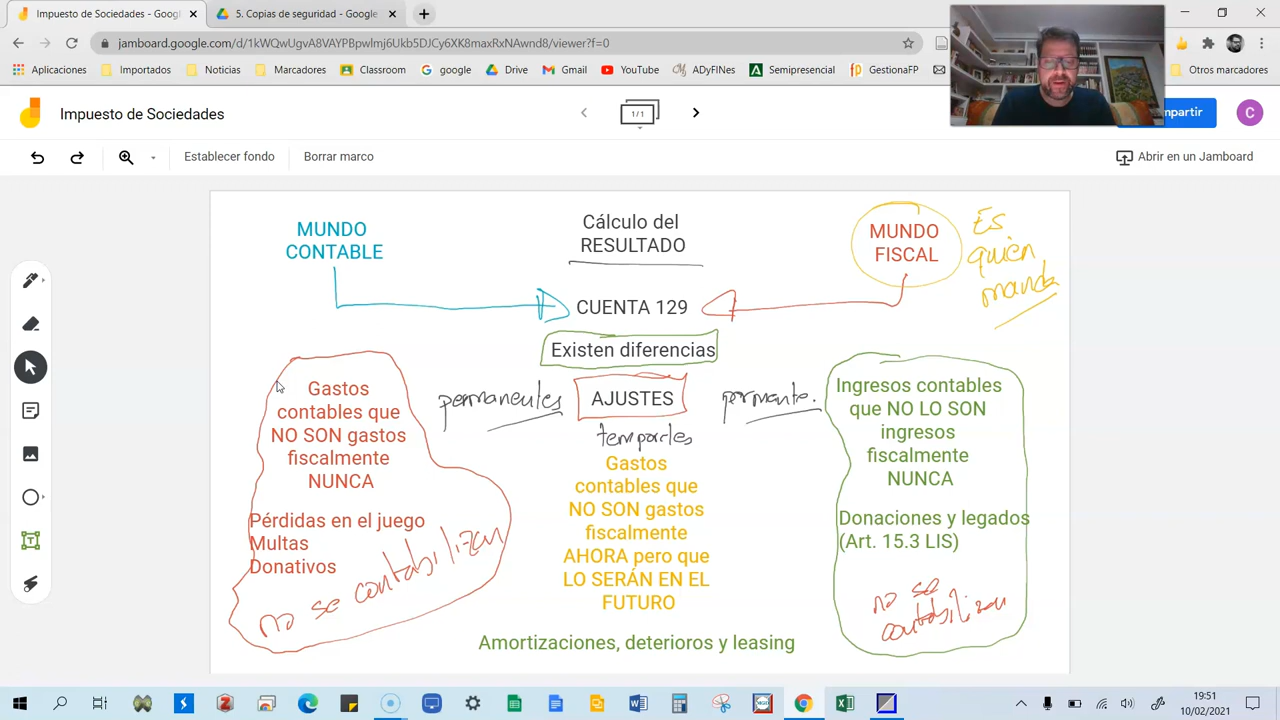 Impuesto de Sociedades - Google
5. Copias de seguridad - Google
jamboard.google.com/d/1kWQwUgvA8VAYPBpwlmj6Ukb5DJCy6XK8maxRxNAwnd8/viewer?f=0
Aplicaciones
Importados
Noticias
Marcadores
google
Drive
Gmail
YouTube
ADyFINes
Semipresen
GestionaFP
Otros marcadores
Impuesto de Sociedades
1/1
C
Establecer fondo
Borrar marco
Abrir en un Jamboard
MUNDO
CONTABLE
Cálculo del
RESULTADO
MUNDO
FISCAL
Es
quien
manda
CUENTA 129
Existen diferencias
permanentes
AJUSTES
permante.
temporles
Gastos
contables que
NO SON gastos
fiscalmente
NUNCA
Pérdidas en el juego
Multas
Donativos
no se contabilizan
Gastos
contables que
NO SON gastos
fiscalmente
AHORA pero que
LO SERÁN EN EL
FUTURO
Ingresos contables
que NO LO SON
ingresos
fiscalmente
NUNCA
Donaciones y legados
(Art. 15.3 LIS)
no se
contabilizan
Amortizaciones, deterioros y leasing
19:51
10/02/2021